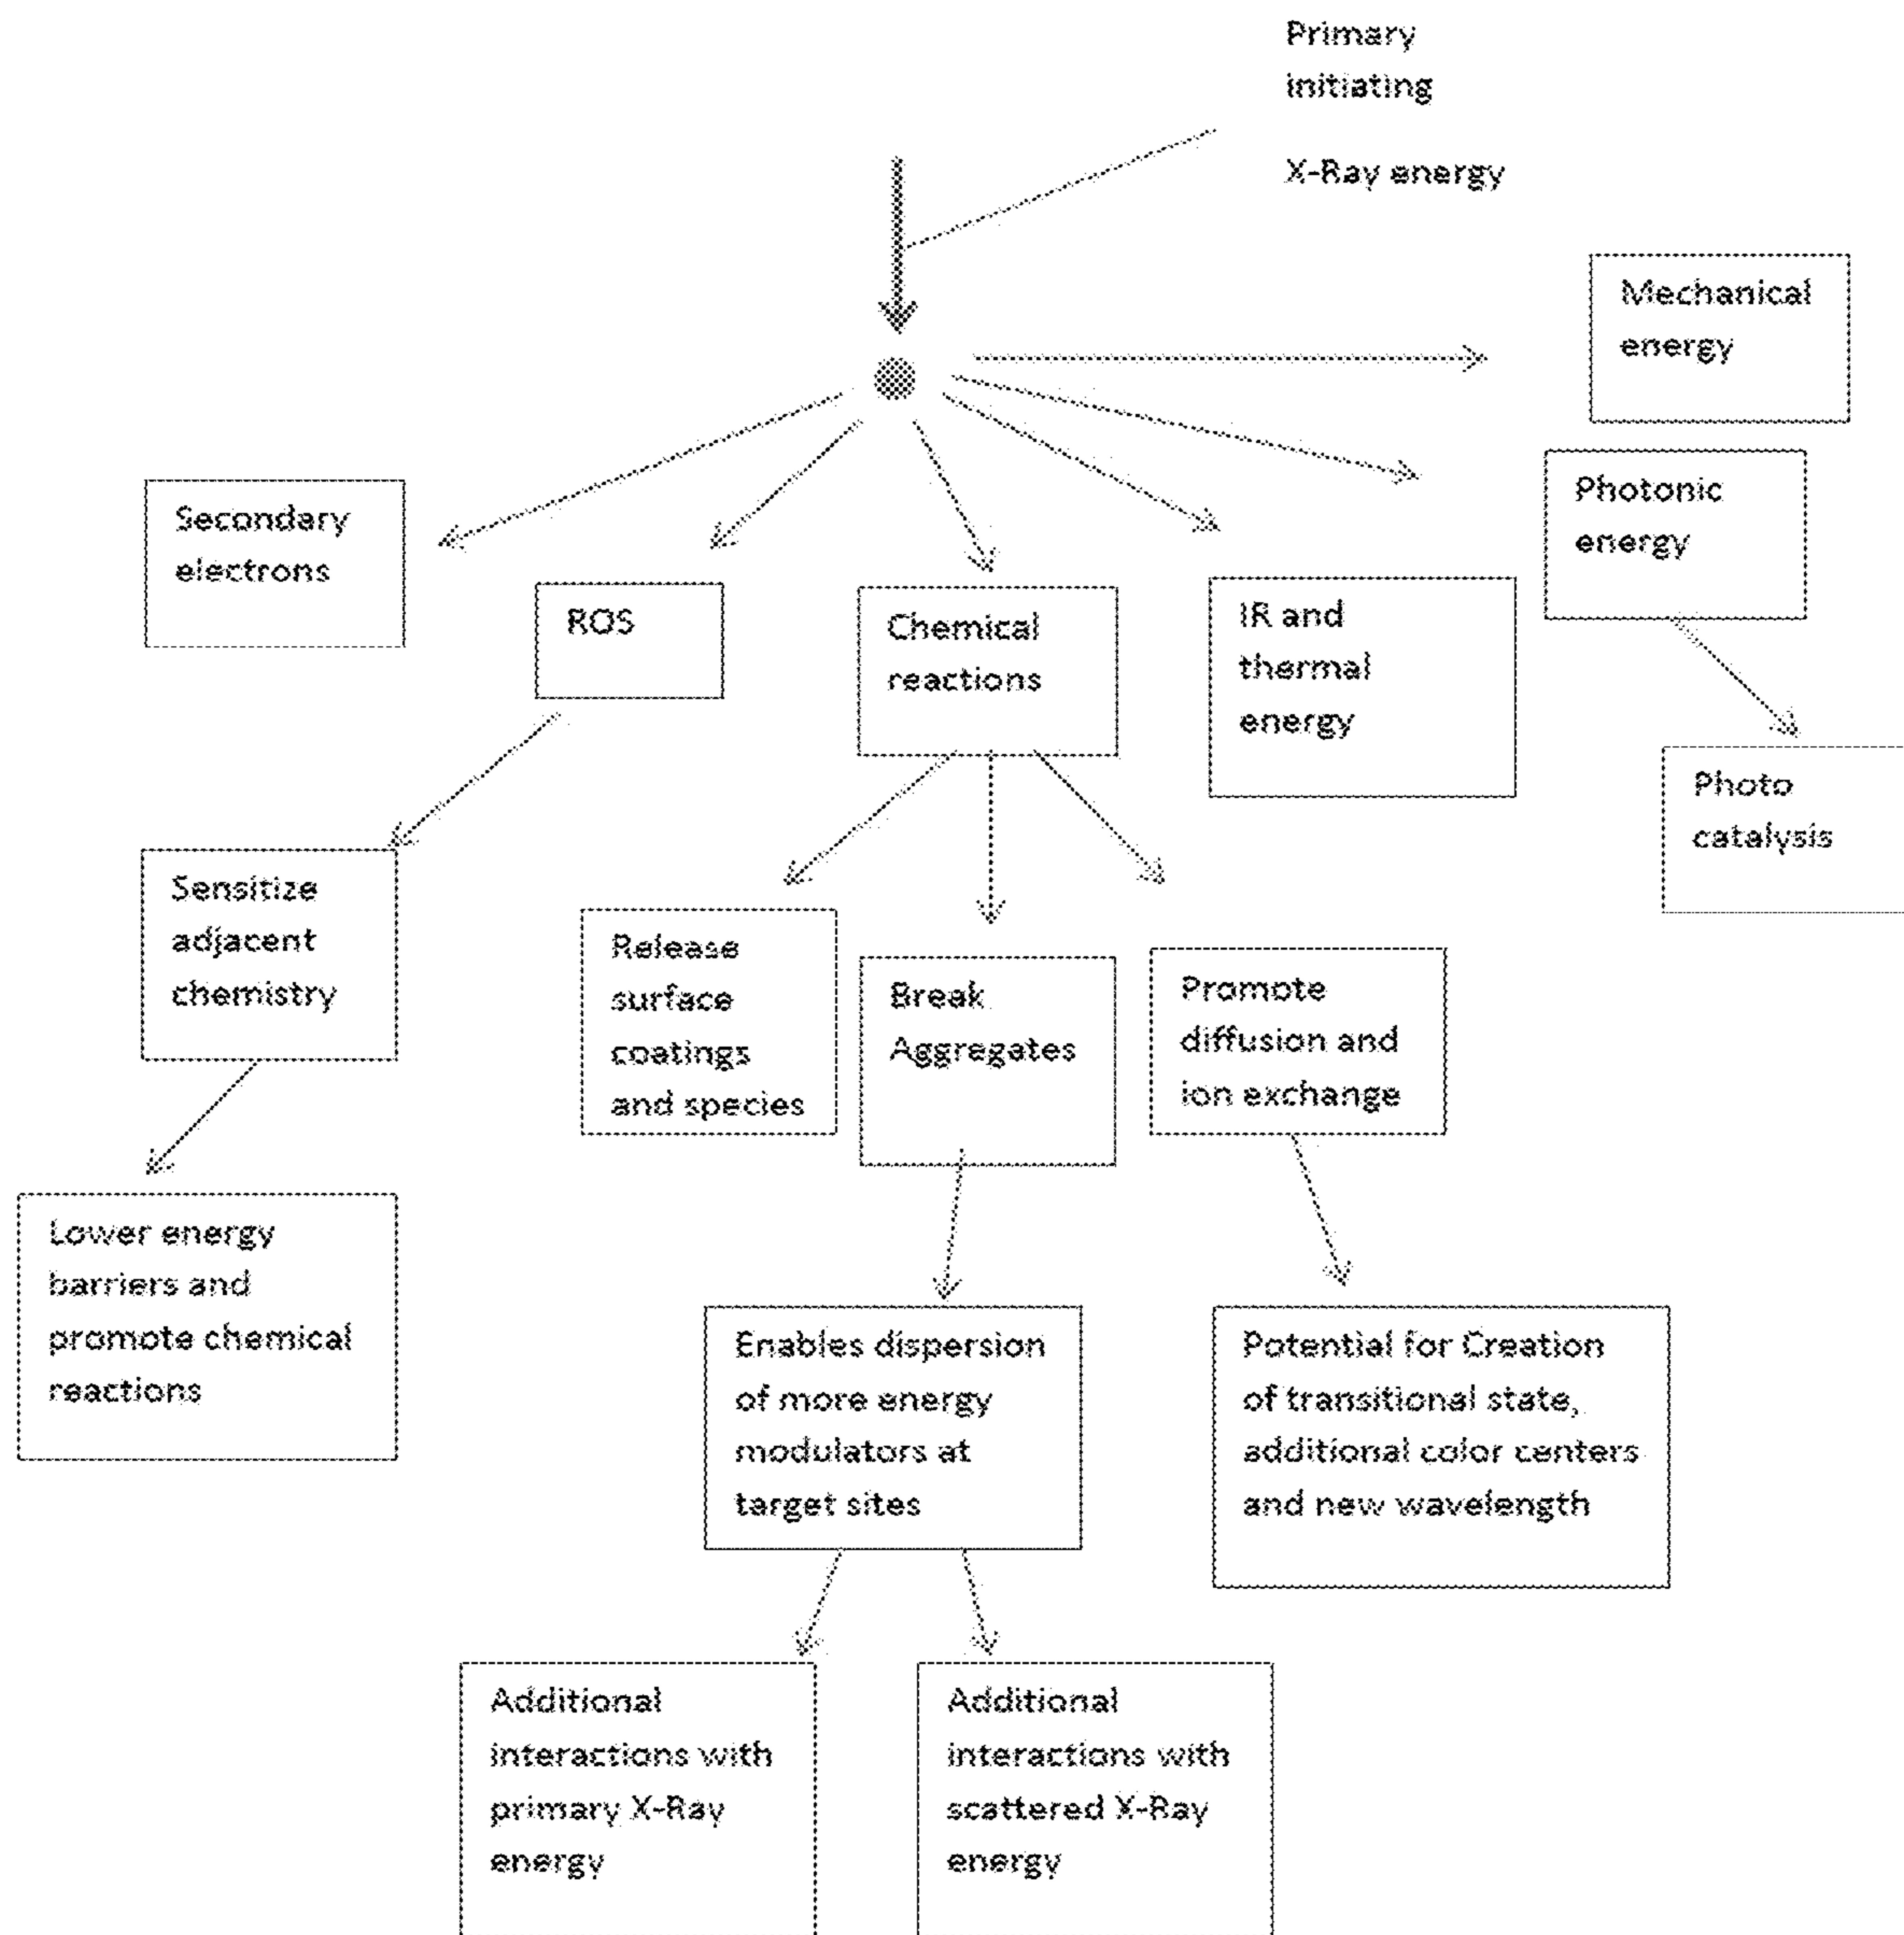 Primary
initiating
X-Ray energy
Mechanical
energy
Photonic
energy
Secondary
electrons
ROS
Chemical
reactions
IR and
thermal
energy
Photo
catalysis
Sensitize
adjacent
chemistry
Release
surface
coatings
and species
Break
Aggregates
Promote
diffusion and
ion exchange
Lower energy
barriers and
promote chemical
reactions
Enables dispersion
of more energy
modulators at
target sites
Potential for Creation
of transitional state,
additional color centers
and new wavelength
Additional
interactions with
primary X-Ray
energy
Additional
interactions with
scattered X-Ray
energy